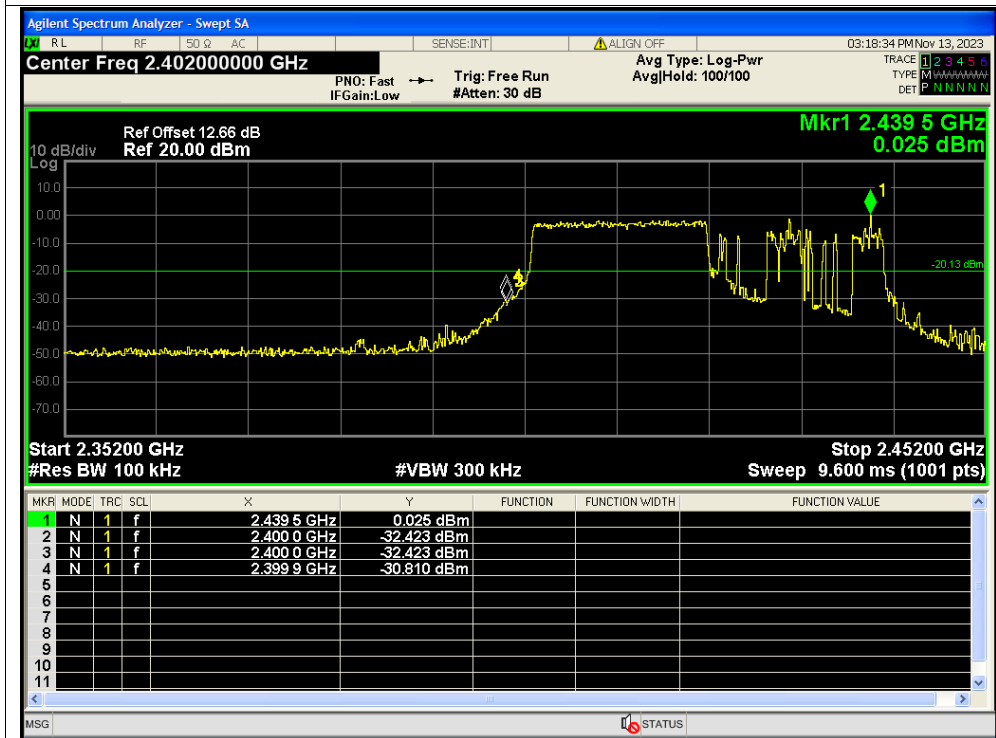 Agilent Spectrum Analyzer - Swept SA
LXI RL RF 50 Ω AC SENSE:INT ALIGN OFF 03:18:34 PM Nov 13, 2023
Center Freq 2.402000000 GHz
PNO: Fast
IFGain:Low
Trig: Free Run
#Atten: 30 dB
Avg Type: Log-Pwr
Avg|Hold: 100/100
TRACE 1 2 3 4 5 6
TYPE M
DET P N N N N N
Mkr1 2.439 5 GHz
0.025 dBm
Ref Offset 12.66 dB
10 dB/div Ref 20.00 dBm
Log
10.0
0.00
-10.0
-20.0
-30.0
-40.0
-50.0
-60.0
-70.0
1
-20.13 dBm
Start 2.35200 GHz Stop 2.45200 GHz
#Res BW 100 kHz #VBW 300 kHz Sweep 9.600 ms (1001 pts)
MKR MODE TRC SCL X Y FUNCTION FUNCTION WIDTH FUNCTION VALUE
1 N 1 f 2.439 5 GHz 0.025 dBm
2 N 1 f 2.400 0 GHz -32.423 dBm
3 N 1 f 2.400 0 GHz -32.423 dBm
4 N 1 f 2.399 9 GHz -30.810 dBm
5
6
7
8
9
10
11
MSG STATUS